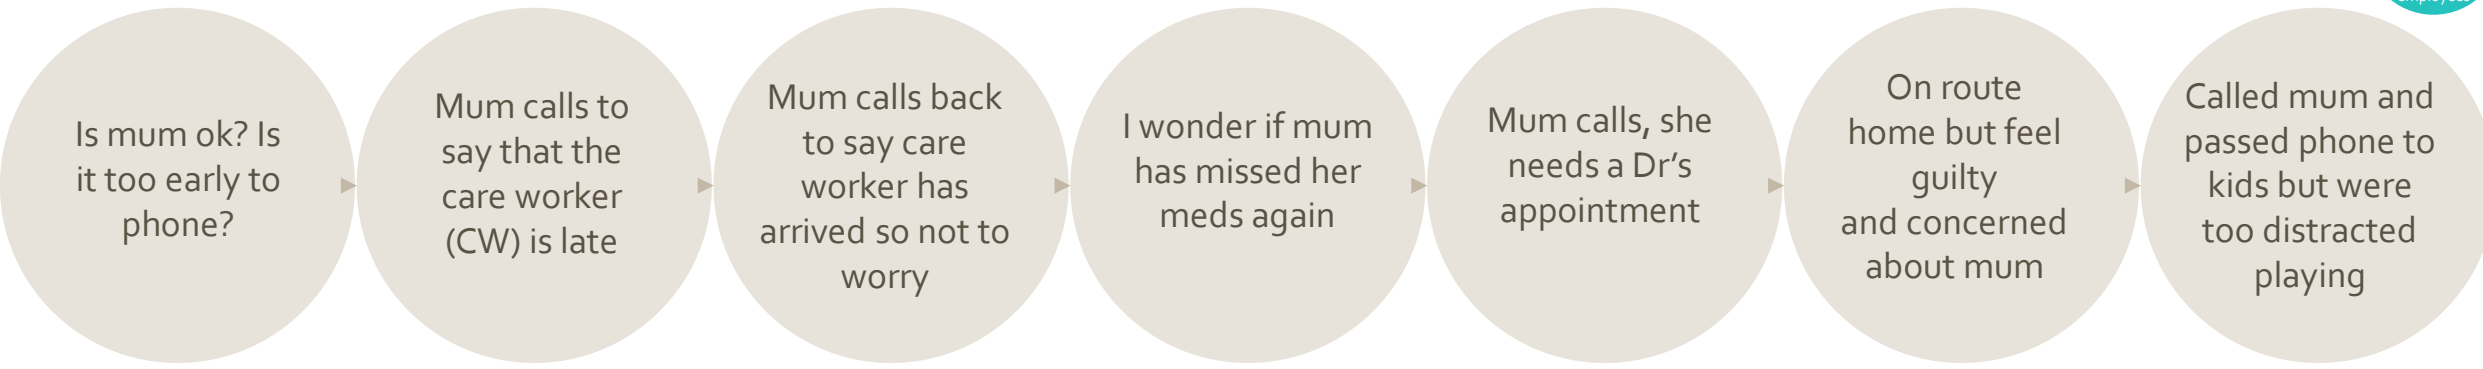 Is mum ok? Is
it too early to
phone?
Mum calls to
say that the
care worker
(CW) is late
Mum calls back
to say care
worker has
arrived so not to
worry
I wonder if mum
has missed her
meds again
Mum calls, she
needs a Dr’s
appointment
On route
home but feel
guilty
and concerned
about mum
Called mum and
passed phone to
kids but were
too distracted
playing